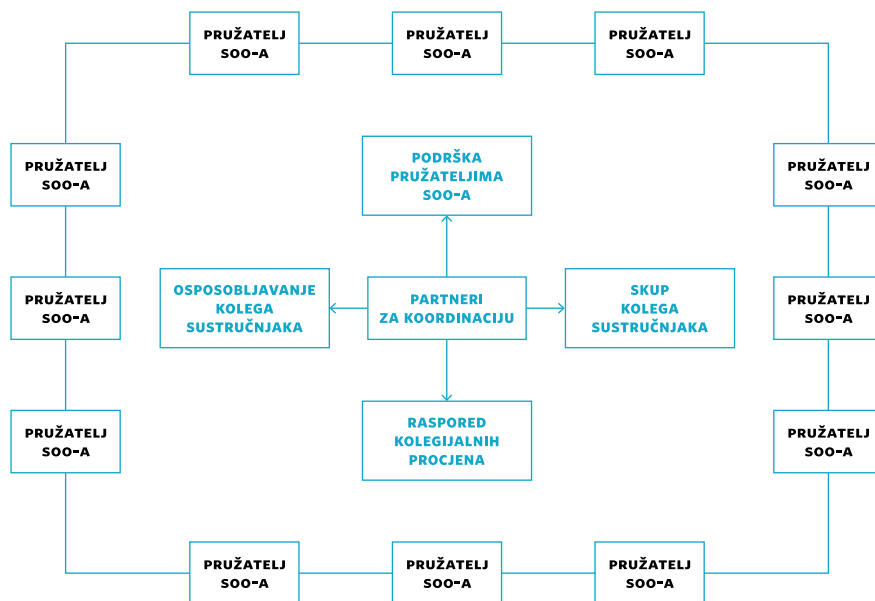 PRUŽATELJ
SOO-A
PRUŽATELJ
SOO-A
PRUŽATELJ
SOO-A
PRUŽATELJ
SOO-A
PODRŠKA
PRUŽATELJIMA
SOO-A
PRUŽATELJ
SOO-A
PRUŽATELJ
SOO-A
OSPOSOBLJAVANJE
KOLEGA
SUSTRUČNJAKA
PARTNERI
ZA KOORDINACIJU
SKUP
KOLEGA
SUSTRUČNJAKA
PRUŽATELJ
SOO-A
PRUŽATELJ
SOO-A
RASPORED
KOLEGIJALNIH
PROCJENA
PRUŽATELJ
SOO-A
PRUŽATELJ
SOO-A
PRUŽATELJ
SOO-A
PRUŽATELJ
SOO-A